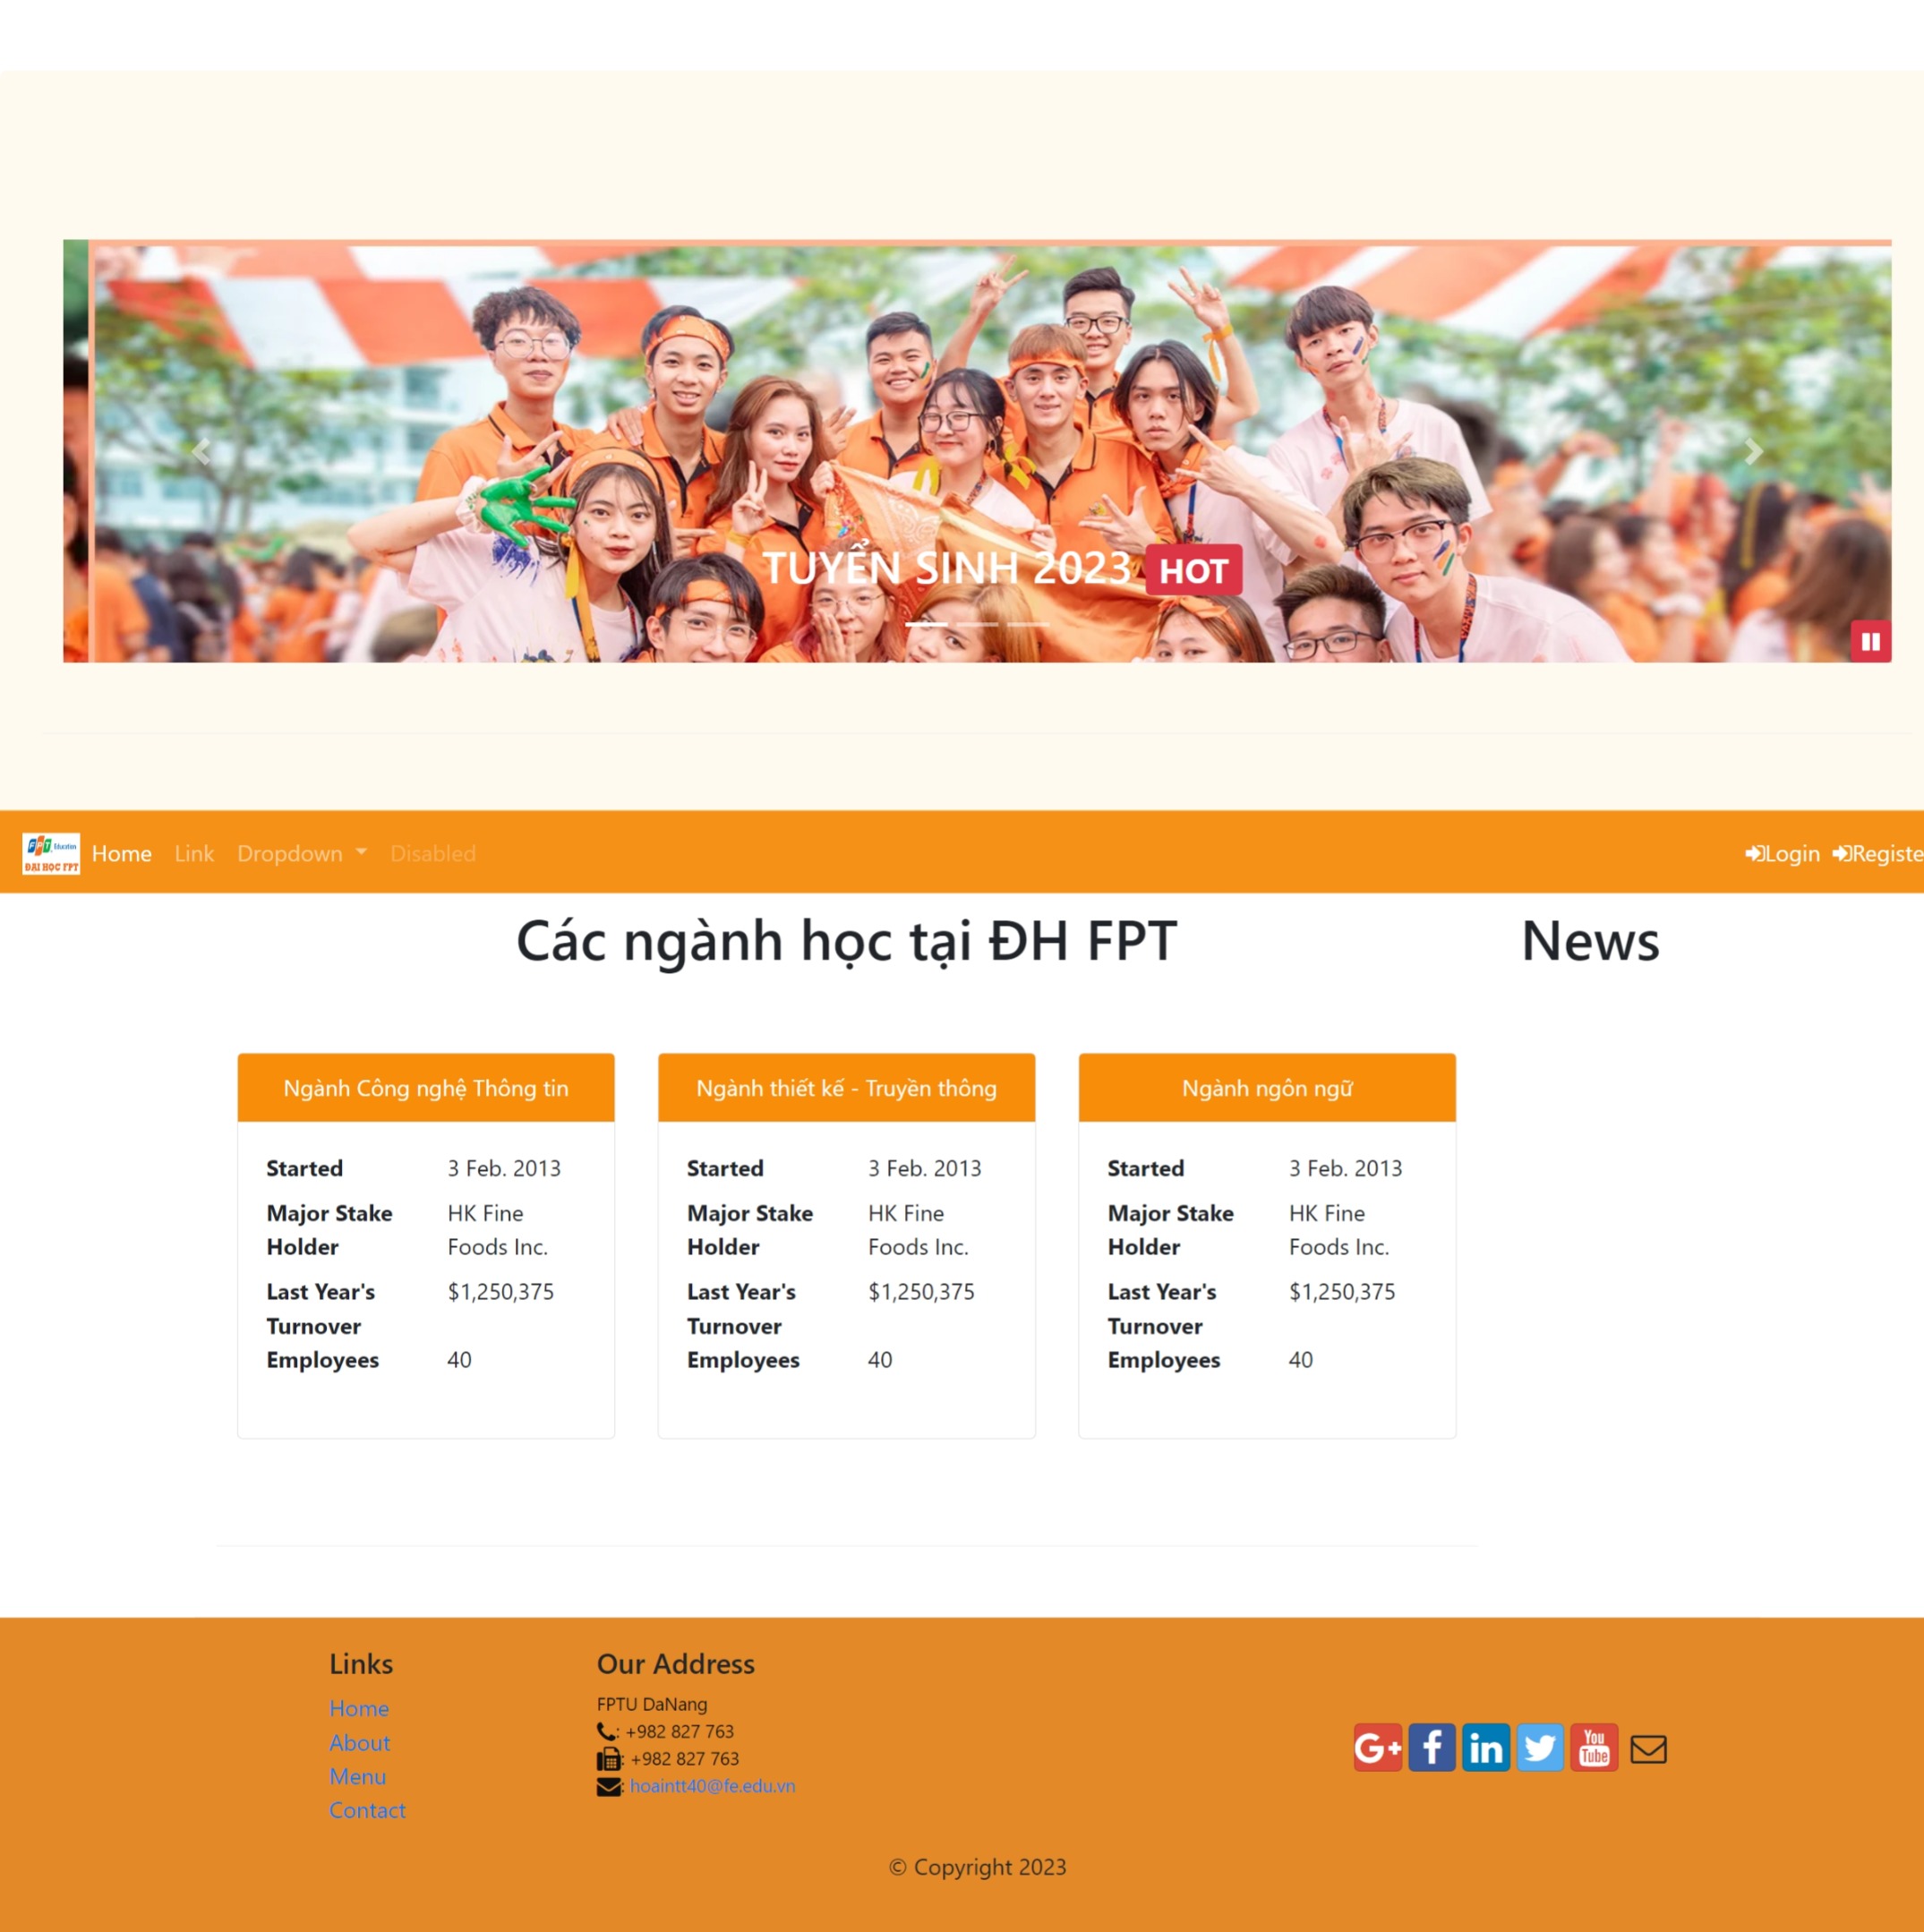 TUYỂN SINH 2023 HOT
FPT Education
ĐẠI HỌC FPT
Home Link Dropdown Disabled Login Registe
Các ngành học tại ĐH FPT
News
Ngành Công nghệ Thông tin
Started 3 Feb. 2013
Major Stake HK Fine
Holder Foods Inc.
Last Year's $1,250,375
Turnover
Employees 40
Ngành thiết kế - Truyền thông
Started 3 Feb. 2013
Major Stake HK Fine
Holder Foods Inc.
Last Year's $1,250,375
Turnover
Employees 40
Ngành ngôn ngữ
Started 3 Feb. 2013
Major Stake HK Fine
Holder Foods Inc.
Last Year's $1,250,375
Turnover
Employees 40
Links
Home
About
Menu
Contact
Our Address
FPTU DaNang
: +982 827 763
: +982 827 763
: hoaintt40@fe.edu.vn
G+ f in You Tube
© Copyright 2023